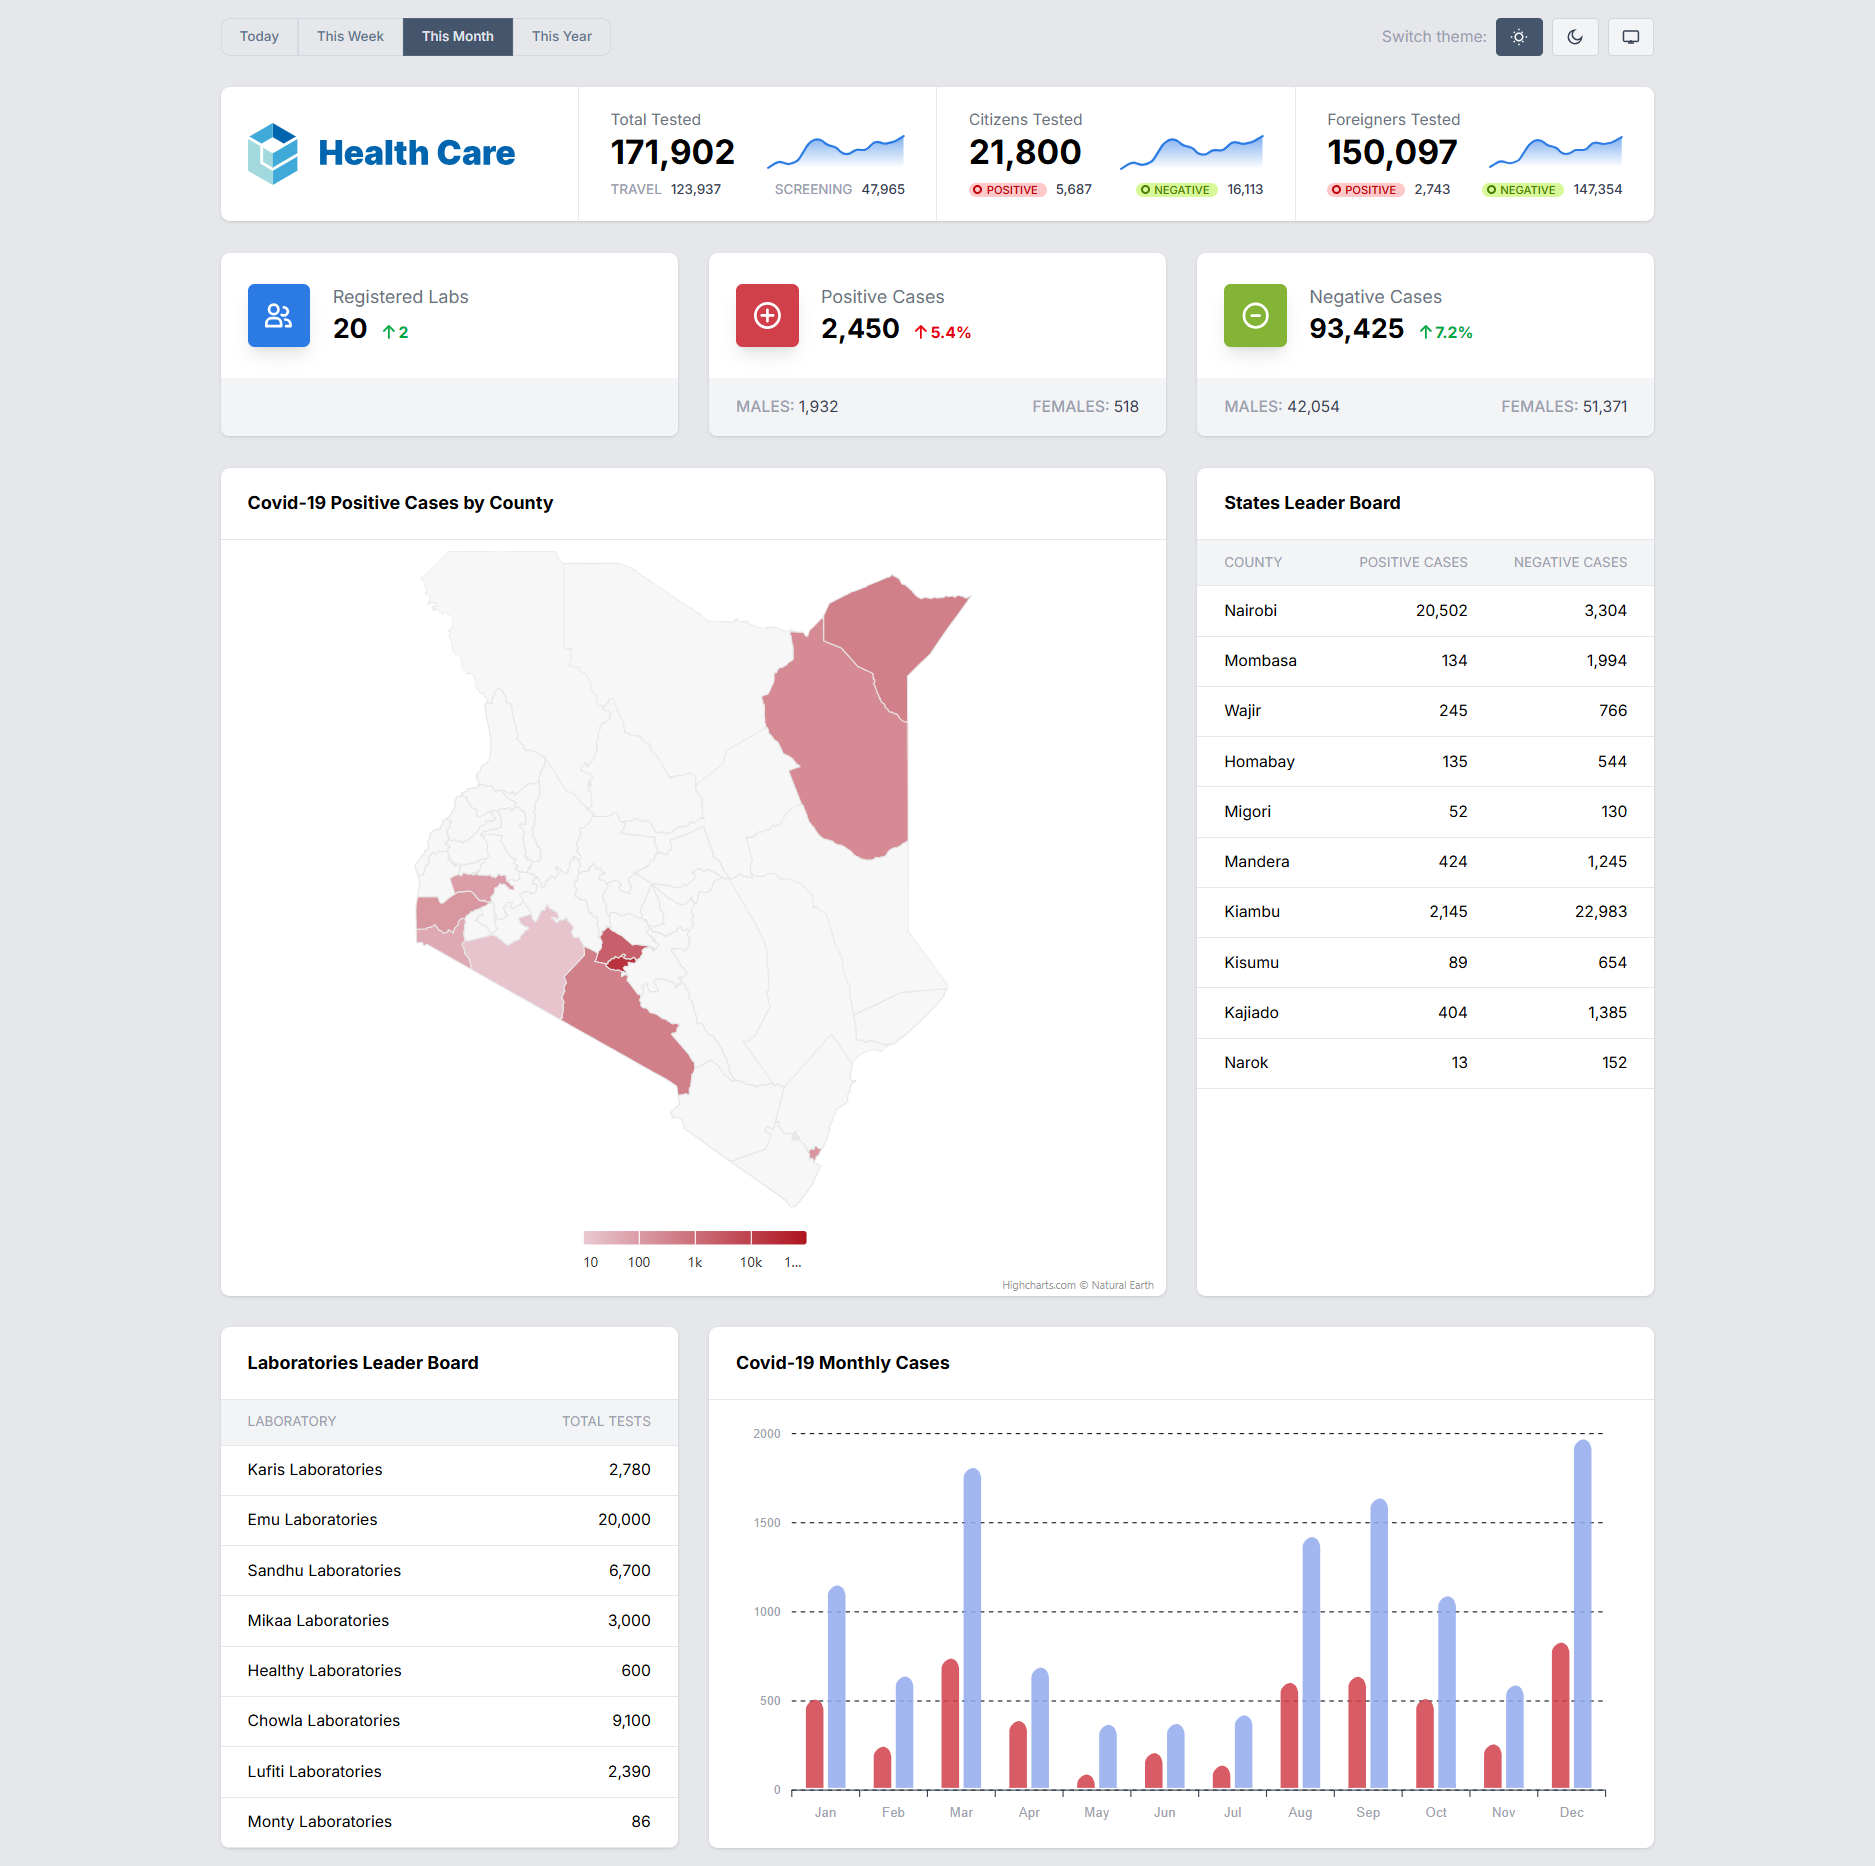 Today This Week This Month This Year Switch theme:
Health Care
Total Tested
171,902
TRAVEL 123,937 SCREENING 47,965
Citizens Tested
21,800
POSITIVE 5,687 NEGATIVE 16,113
Foreigners Tested
150,097
POSITIVE 2,743 NEGATIVE 147,354
Registered Labs
20 2
Positive Cases
2,450 5.4%
MALES: 1,932 FEMALES: 518
Negative Cases
93,425 7.2%
MALES: 42,054 FEMALES: 51,371
Covid-19 Positive Cases by County
10 100 1k 10k 1...
Highcharts.com © Natural Earth
States Leader Board
COUNTY POSITIVE CASES NEGATIVE CASES
Nairobi 20,502 3,304
Mombasa 134 1,994
Wajir 245 766
Homabay 135 544
Migori 52 130
Mandera 424 1,245
Kiambu 2,145 22,983
Kisumu 89 654
Kajiado 404 1,385
Narok 13 152
Laboratories Leader Board
LABORATORY TOTAL TESTS
Karis Laboratories 2,780
Emu Laboratories 20,000
Sandhu Laboratories 6,700
Mikaa Laboratories 3,000
Healthy Laboratories 600
Chowla Laboratories 9,100
Lufiti Laboratories 2,390
Monty Laboratories 86
Covid-19 Monthly Cases
2000
1500
1000
500
0
Jan Feb Mar Apr May Jun Jul Aug Sep Oct Nov Dec